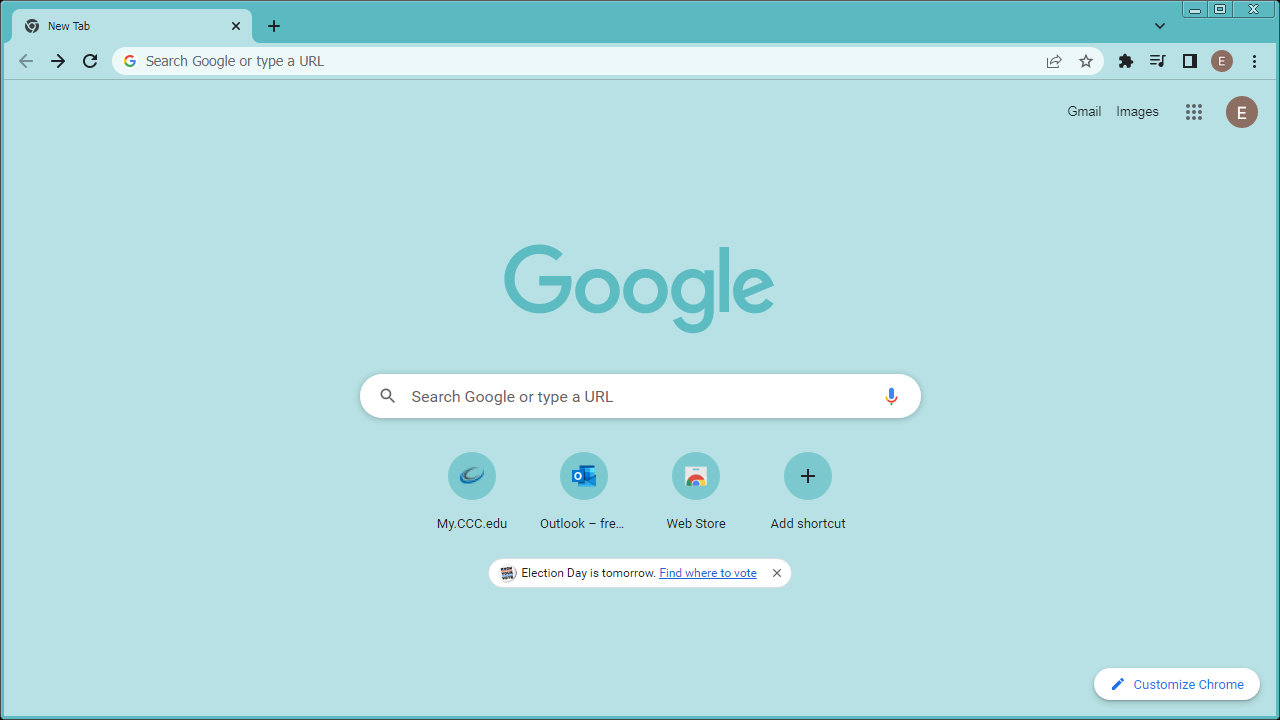 New Tab
Search Google or type a URL
E
Gmail Images
E
Google
Search Google or type a URL
My.CCC.edu
Outlook – fre...
Web Store
Add shortcut
Election Day is tomorrow. Find where to vote
Customize Chrome